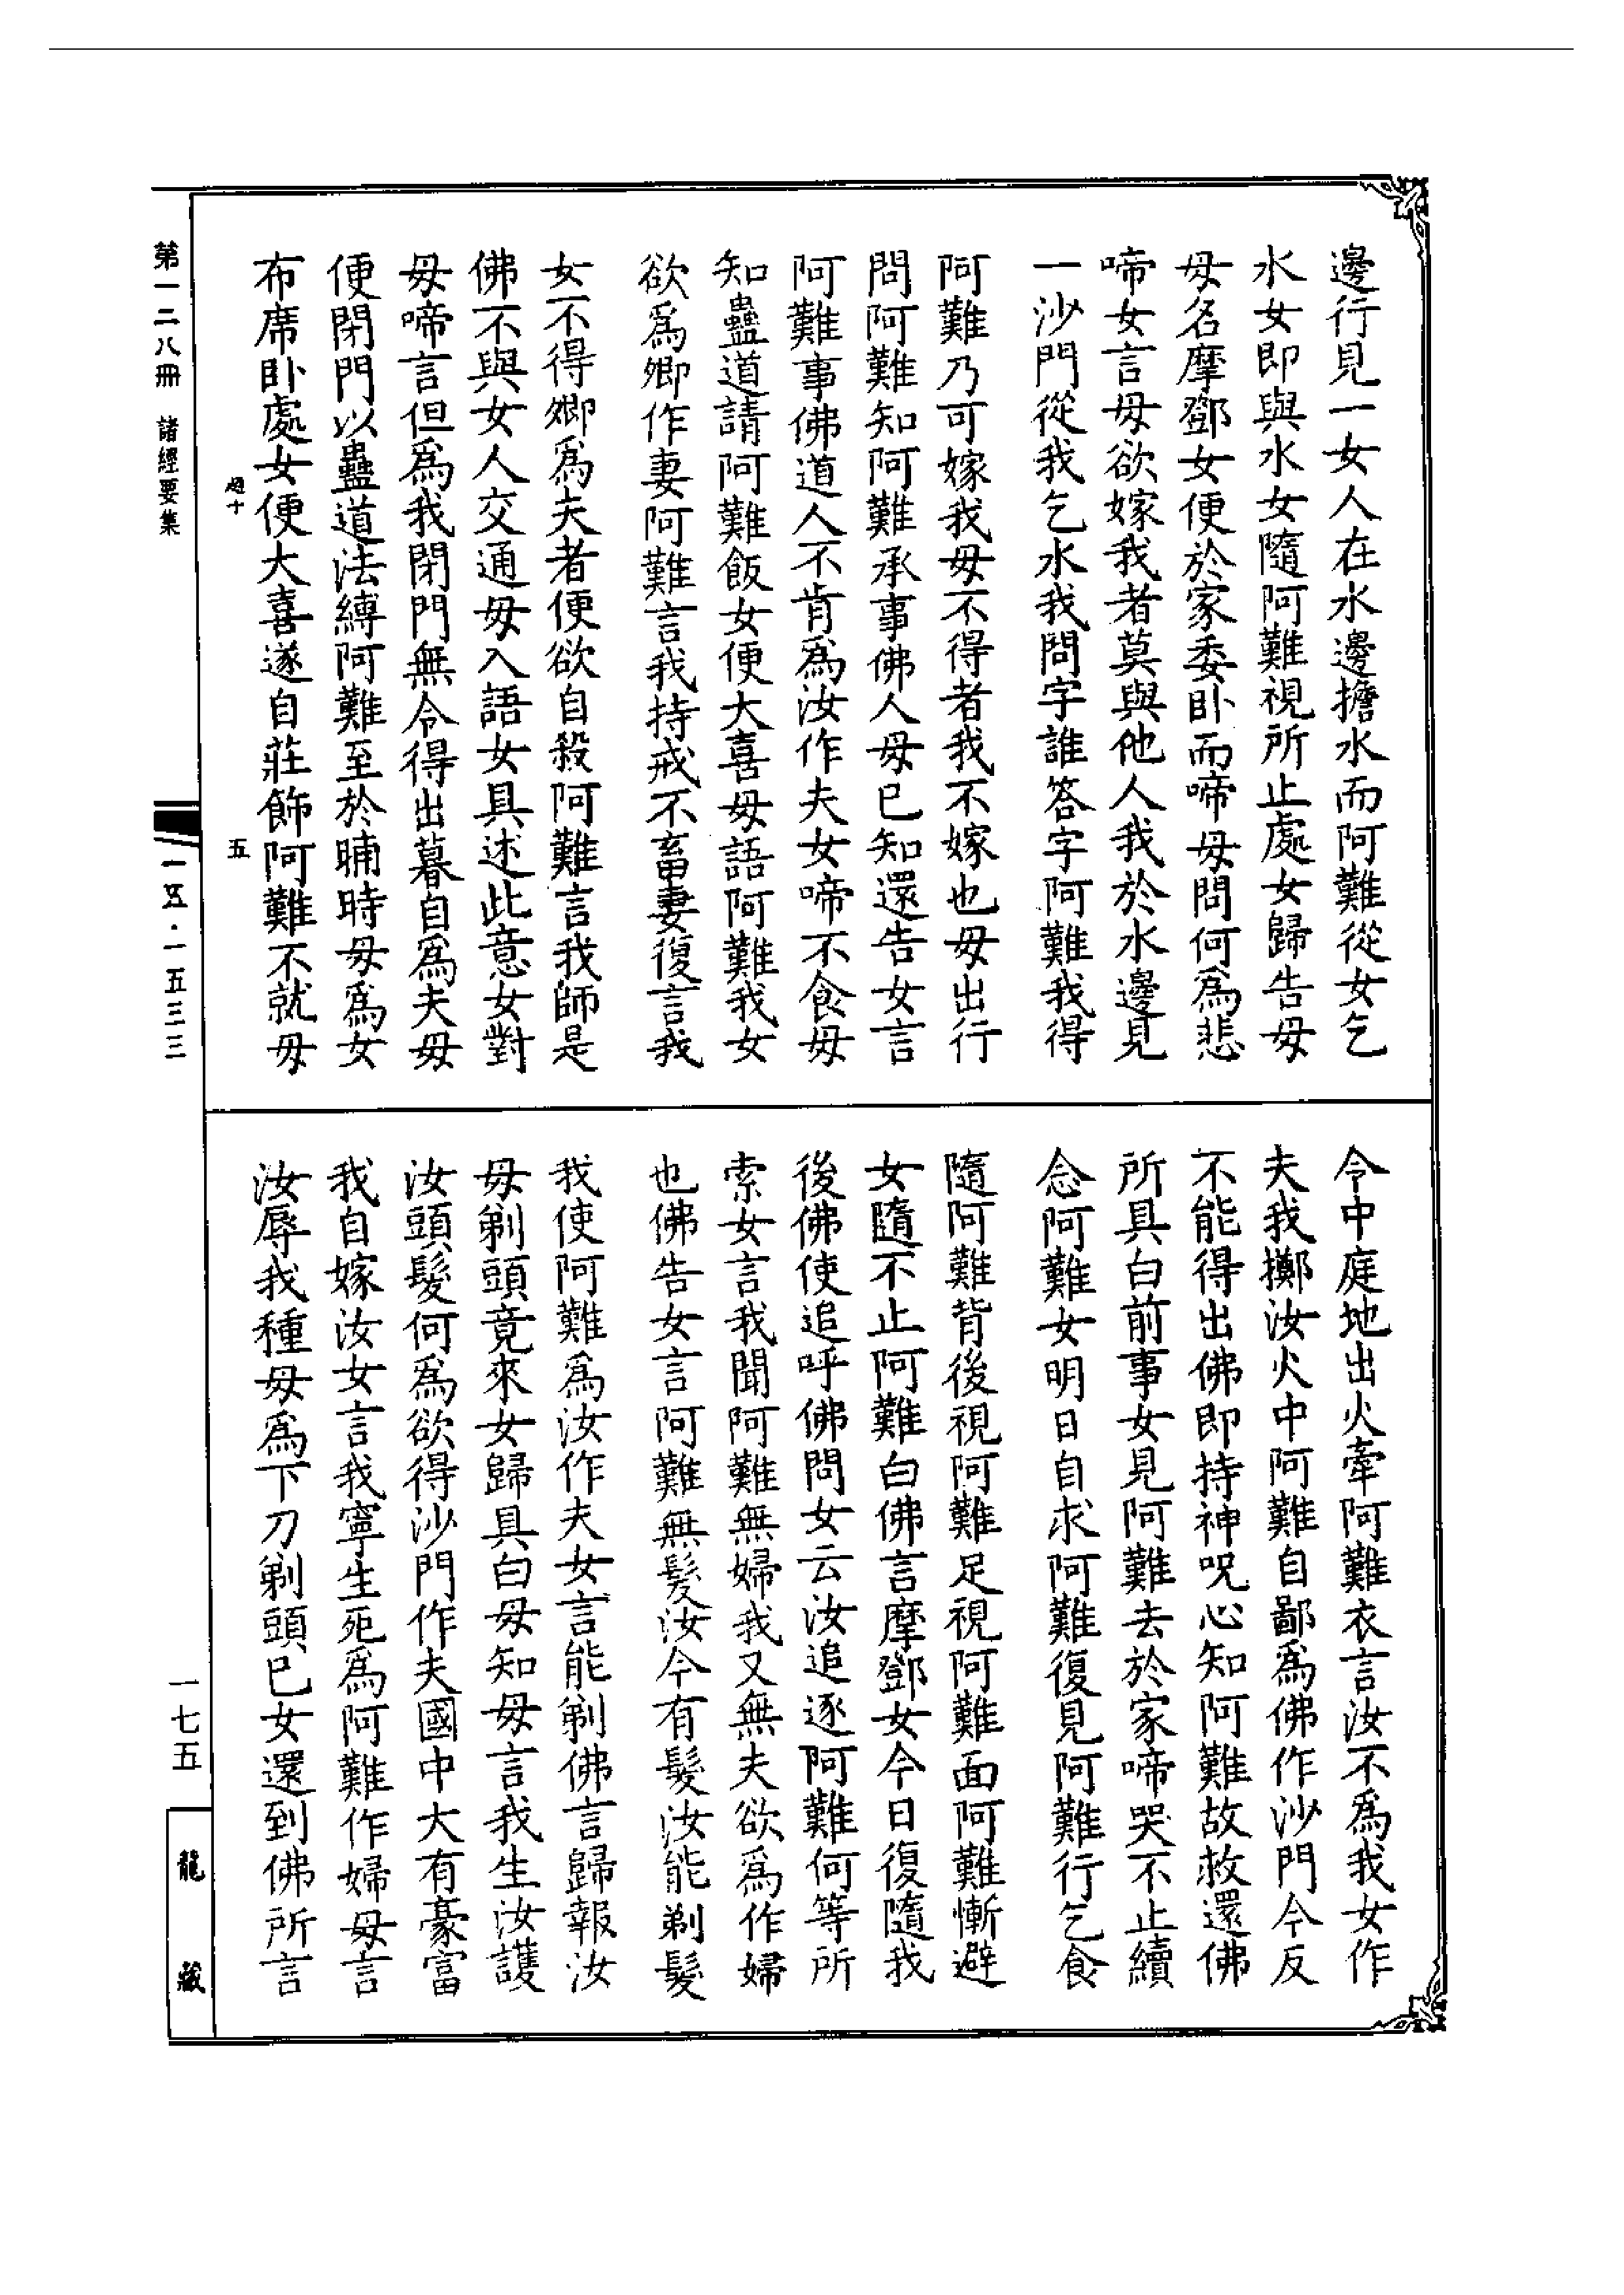 邊行見一女人在水邊擔水而阿難從女乞
水女即與水女隨阿難視所止處女歸告母
母名摩鄧女便於家委卧而啼母問何爲悲
啼女言母欲嫁我者莫與他人我於水邊見
一沙門從我乞水我問字誰答字阿難我得
阿難乃可嫁我母不得者我不嫁也母出行
問阿難知阿難承事佛人母已知還告女言
阿難事佛道人不肯爲汝作夫女啼不食母
知蠱道請阿難飯女便大喜母語阿難我女
欲爲卿作妻阿難言我持戒不畜妻復言我
女不得卿爲夫者便欲自殺阿難言我師是
佛不與女人交通母入語女具述此意女對
母啼言但爲我閉門無令得出暮自爲夫母
便閉門以蠱道法縛阿難至於晡時母爲女
布席卧處女便大喜遂自莊飾阿難不就母
令中庭地出火牽阿難衣言汝不爲我女作
夫我擲汝火中阿難自鄙爲佛作沙門今反
不能得出佛即持神呪心知阿難故救還佛
所具白前事女見阿難去於家啼哭不止續
念阿難女明日自求阿難復見阿難行乞食
隨阿難背後視阿難足視阿難面阿難慚避
女隨不止阿難白佛言摩鄧女今日復隨我
後佛使追呼佛問女云汝追逐阿難何等所
索女言我聞阿難無婦我又無夫欲爲作婦
也佛告女言阿難無髮汝今有髮汝能剃髮
我使阿難爲汝作夫女言能剃佛言歸報汝
母剃頭竟來女歸具白母知母言我生汝護
汝頭髮何爲欲得沙門作夫國中大有豪富
我自嫁汝女言我寧生死爲阿難作婦母言
汝辱我種母爲下刀剃頭已女還到佛所言
趙十
五
第一二八冊 諸經要集
一五五·一五三三
一七五
龍藏